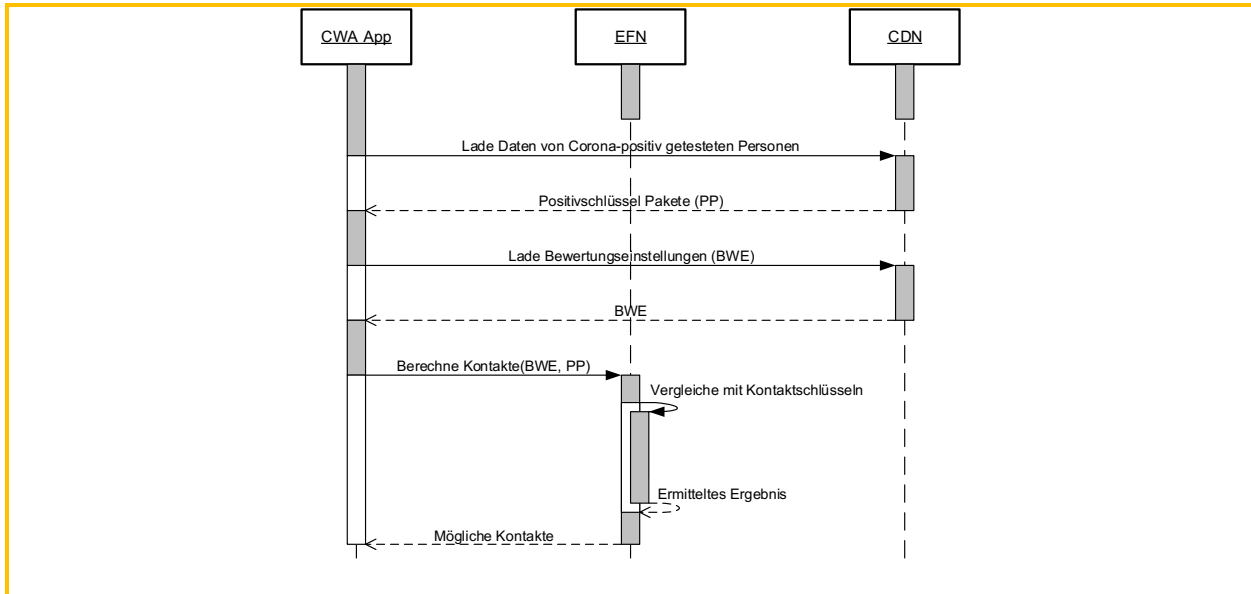 CWA App
EFN
CDN
Lade Daten von Corona-positiv getesteten Personen
Positivschlüssel Pakete (PP)
Lade Bewertungseinstellungen (BWE)
BWE
Berechne Kontakte(BWE, PP)
Vergleiche mit Kontaktschlüsseln
Ermitteltes Ergebnis
Mögliche Kontakte